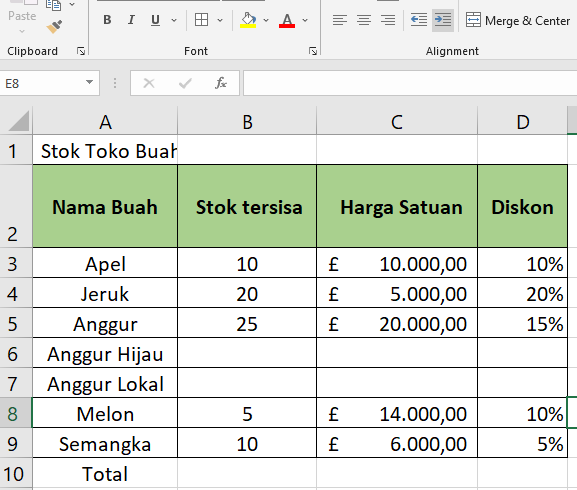 Paste
B I U A
Merge & Center
Clipboard Font Alignment
E8 fx
A B C D
1 Stok Toko Buah
2 Nama Buah Stok tersisa Harga Satuan Diskon
3 Apel 10 £ 10.000,00 10%
4 Jeruk 20 £ 5.000,00 20%
5 Anggur 25 £ 20.000,00 15%
6 Anggur Hijau
7 Anggur Lokal
8 Melon 5 £ 14.000,00 10%
9 Semangka 10 £ 6.000,00 5%
10 Total